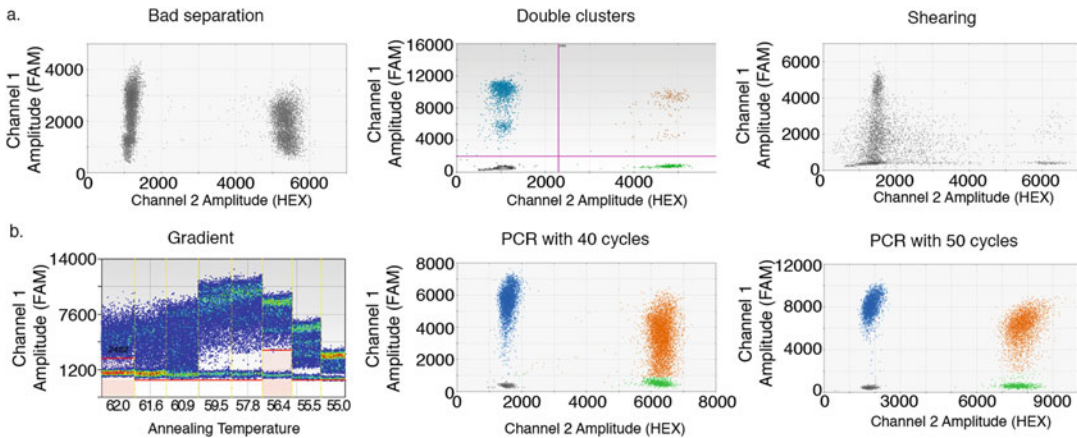 a.
Bad separation
Channel 1
Amplitude (FAM)
4000
2000
0
0 2000 4000 6000
Channel 2 Amplitude (HEX)
Double clusters
Channel 1
Amplitude (FAM)
16000
12000
8000
4000
0
0 2000 4000
Channel 2 Amplitude (HEX)
Shearing
Channel 1
Amplitude (FAM)
6000
4000
2000
0
0 2000 4000 6000
Channel 2 Amplitude (HEX)
b.
Gradient
Channel 1
Amplitude (FAM)
14000
7600
1200
62.0 61.6 60.9 59.5 57.8 56.4 55.5 55.0
Annealing Temperature
PCR with 40 cycles
Channel 1
Amplitude (FAM)
8000
6000
4000
2000
0
0 2000 4000 6000 8000
Channel 2 Amplitude (HEX)
PCR with 50 cycles
Channel 1
Amplitude (FAM)
12000
8000
4000
0
0 3000 6000 9000
Channel 2 Amplitude (HEX)